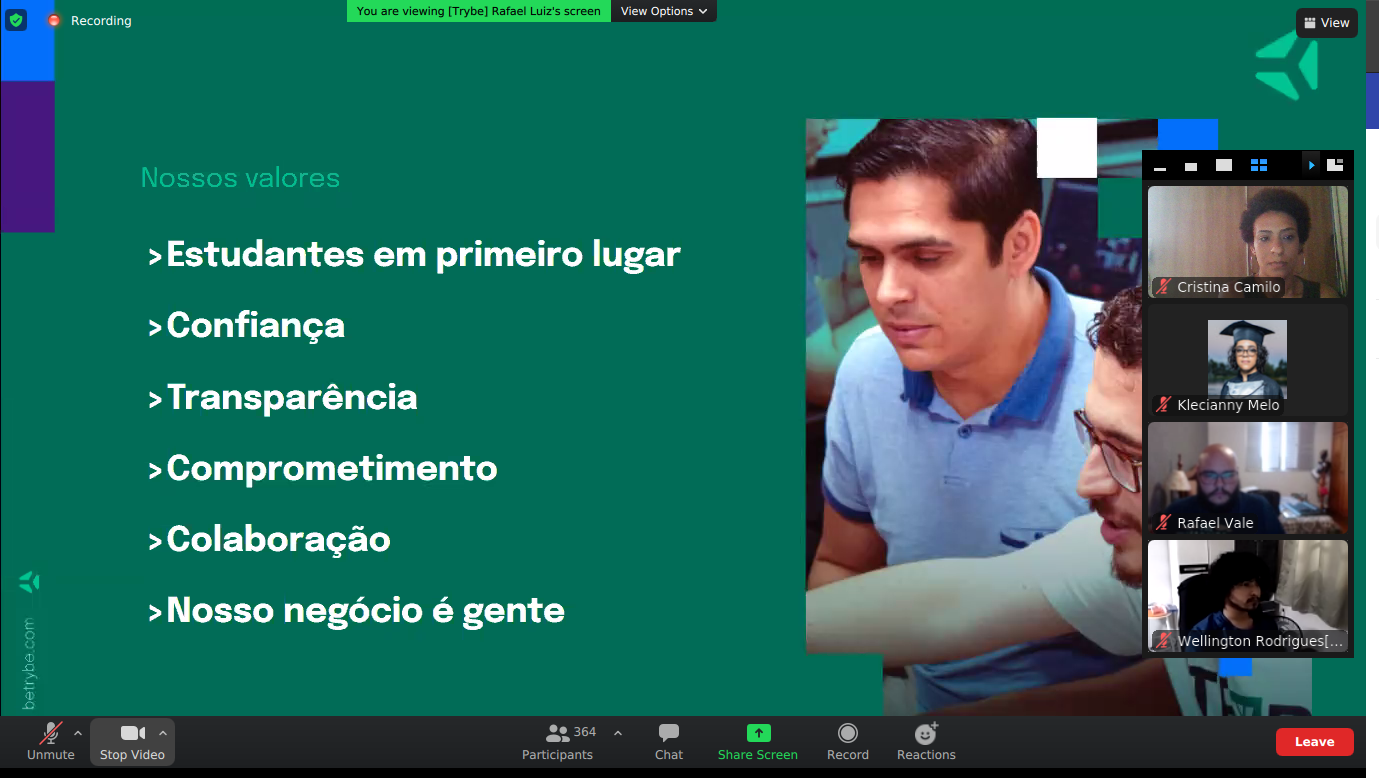 Recording
You are viewing [Trybe] Rafael Luiz's screen
View Options
View
Nossos valores
>Estudantes em primeiro lugar
>Confiança
>Transparência
>Comprometimento
>Colaboração
>Nosso negócio é gente
betrybe.com
Cristina Camilo
Klecianny Melo
Rafael Vale
Wellington Rodrigues[...
Unmute
Stop Video
364
Participants
Chat
Share Screen
Record
Reactions
Leave